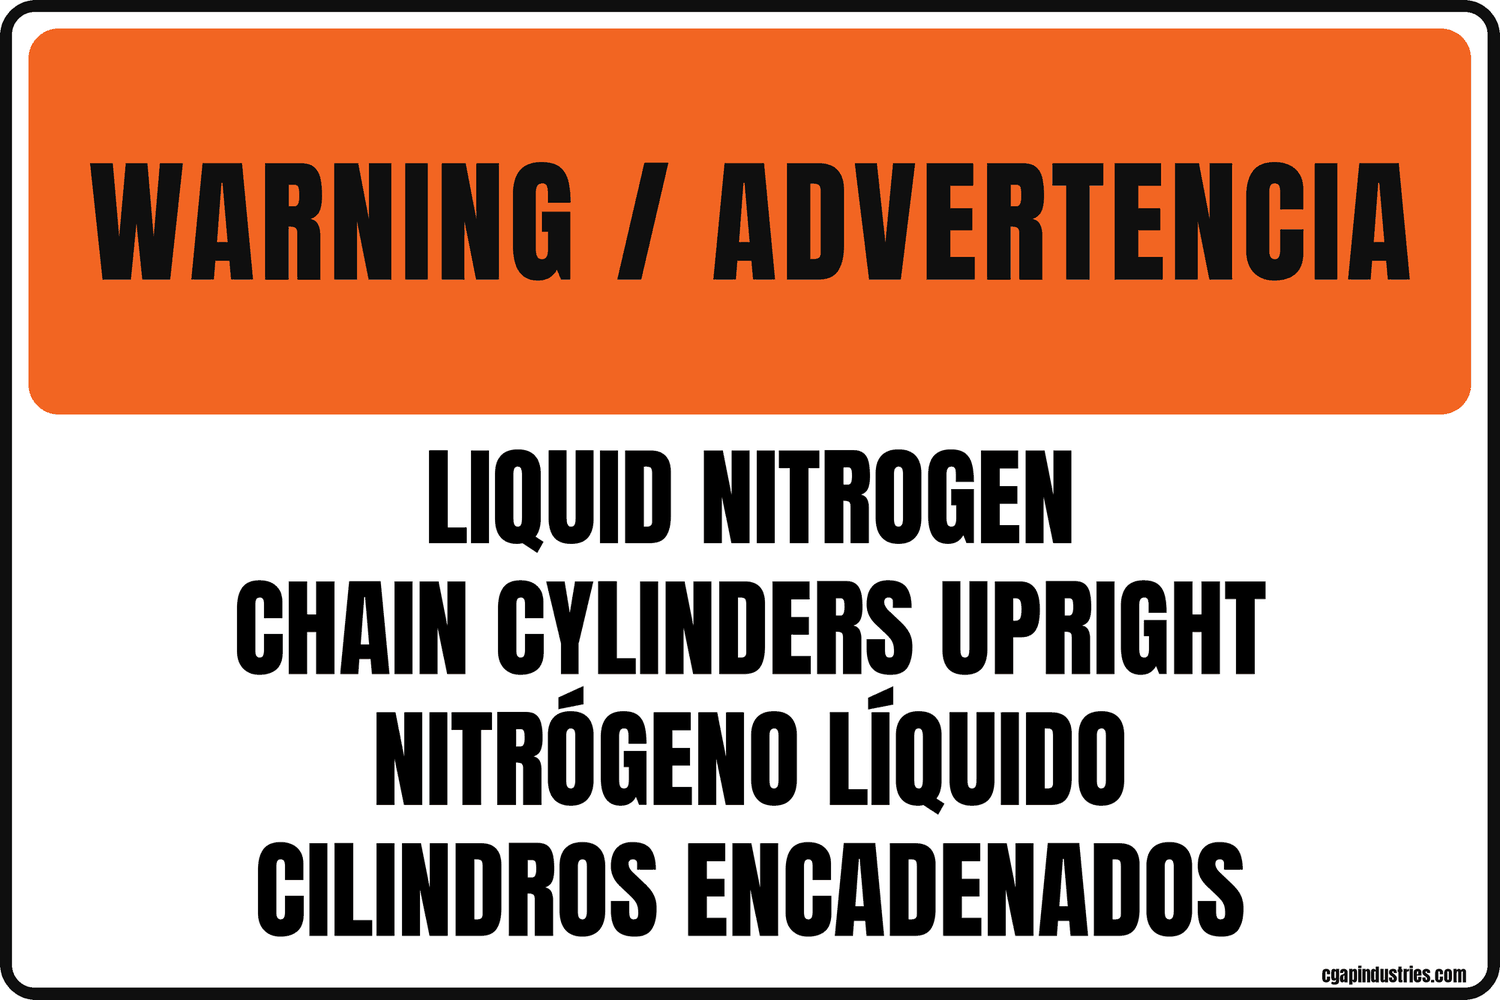 WARNING / ADVERTENCIA
LIQUID NITROGEN
CHAIN CYLINDERS UPRIGHT
NITRÓGENO LÍQUIDO
CILINDROS ENCADENADOS
cgapindustries.com